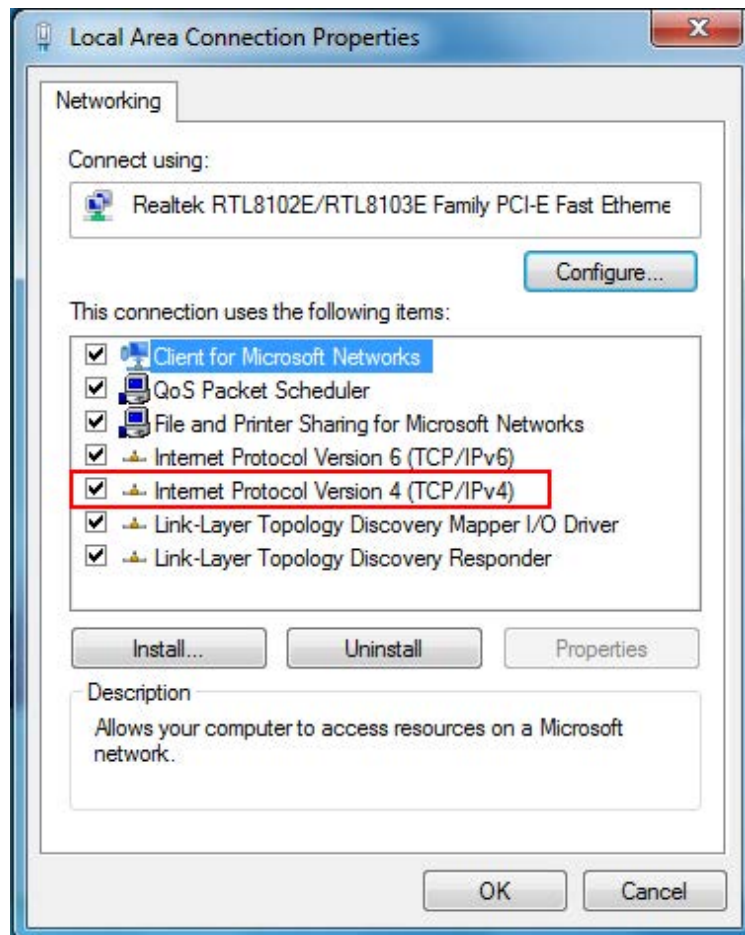 Local Area Connection Properties
Networking
Connect using:
Realtek RTL8102E/RTL8103E Family PCI-E Fast Etherne
Configure...
This connection uses the following items:
Client for Microsoft Networks
QoS Packet Scheduler
File and Printer Sharing for Microsoft Networks
Internet Protocol Version 6 (TCP/IPv6)
Internet Protocol Version 4 (TCP/IPv4)
Link-Layer Topology Discovery Mapper I/O Driver
Link-Layer Topology Discovery Responder
Install... Uninstall Properties
Description
Allows your computer to access resources on a Microsoft
network.
OK Cancel